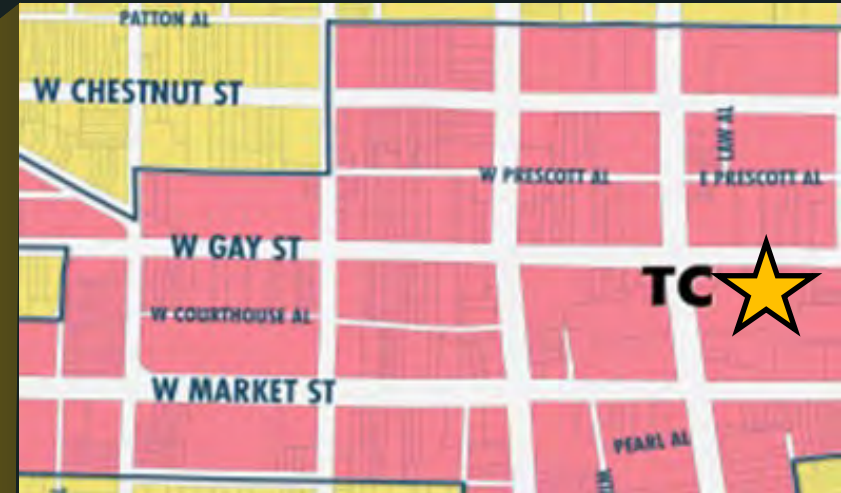 PATTON AL
W CHESTNUT ST
LAW AL
W PRESCOTT AL
E PRESCOTT AL
W GAY ST
TC
W COURTHOUSE AL
W MARKET ST
PEARL AL